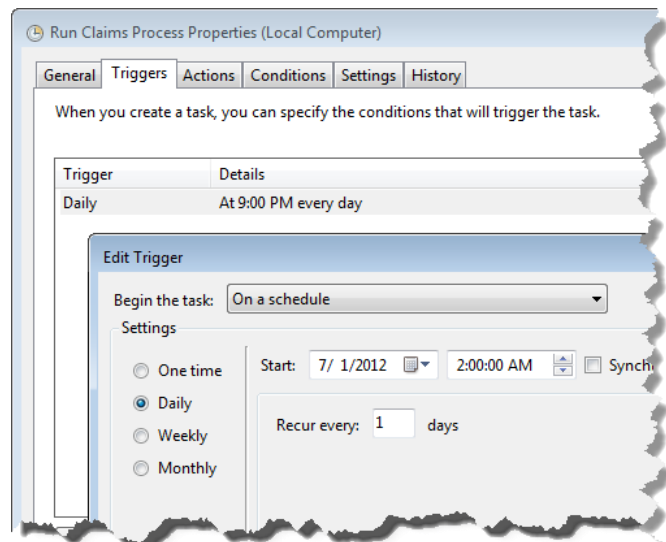 Run Claims Process Properties (Local Computer)
General Triggers Actions Conditions Settings History
When you create a task, you can specify the conditions that will trigger the task.
Trigger Details
Daily At 9:00 PM every day
Edit Trigger
Begin the task: On a schedule
Settings
One time Start: 7/ 1/2012 2:00:00 AM
Daily
Recur every: 1 days
Weekly
Monthly